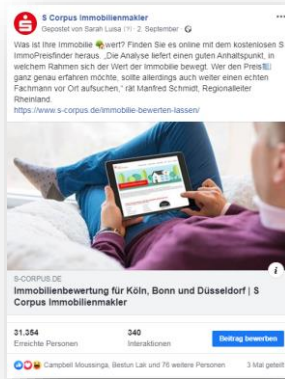 S Corpus Immobilienmakler
Gepostet von Sarah Luisa [?] · 2. September ·
Was ist Ihre Immobilie wert? Finden Sie es online mit dem kostenlosen S
ImmoPreisfinder heraus. „Die Analyse liefert einen guten Anhaltspunkt, in
welchem Rahmen sich der Wert der Immobilie bewegt. Wer den Preis
ganz genau erfahren möchte, sollte allerdings auch weiter einen echten
Fachmann vor Ort aufsuchen,“ rät Manfred Schmidt, Regionalleiter
Rheinland.
https://www.s-corpus.de/immobilie-bewerten-lassen/
S-CORPUS.DE
Immobilienbewertung für Köln, Bonn und Düsseldorf | S
Corpus Immobilienmakler
31.354 340
Erreichte Personen Interaktionen Beitrag bewerben
Campbell Moussinga, Bestun Lak und 76 weitere Personen 3 Mal geteilt